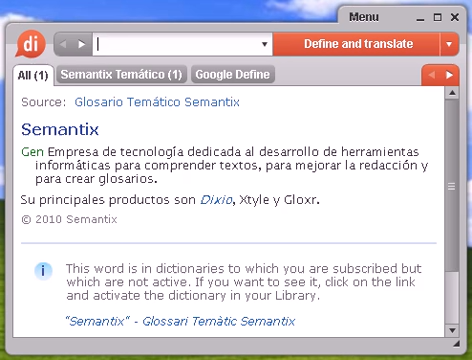 Menu
di
Define and translate
All (1)
Semantix Temático (1)
Google Define
Source: Glosario Temático Semantix
Semantix
Gen Empresa de tecnología dedicada al desarrollo de herramientas
informáticas para comprender textos, para mejorar la redacción y
para crear glosarios.
Su principales productos son Dixio, Xtyle y Gloxr.
© 2010 Semantix
i
This word is in dictionaries to which you are subscribed but
which are not active. If you want to see it, click on the link
and activate the dictionary in your Library.
"Semantix" - Glossari Temàtic Semantix